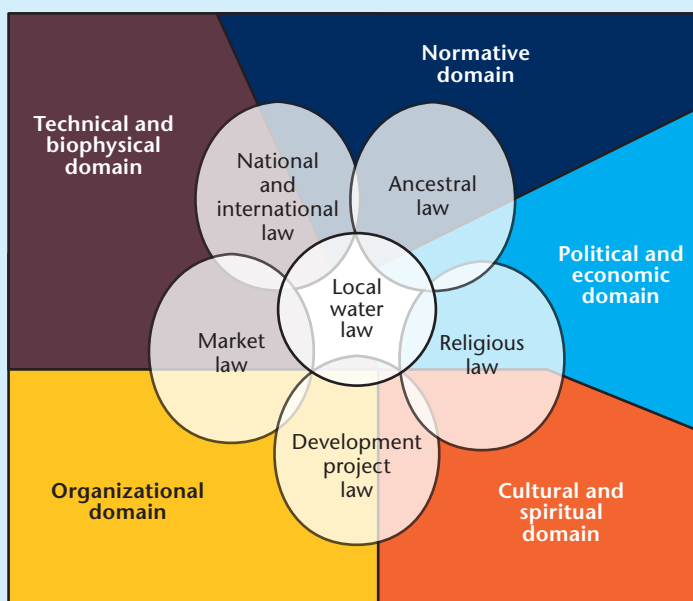 Normative
domain
Technical and
biophysical
domain
National
and
international
law
Ancestral
law
Political and
economic
domain
Local
water
law
Market
law
Religious
law
Development
project
law
Organizational
domain
Cultural and
spiritual
domain